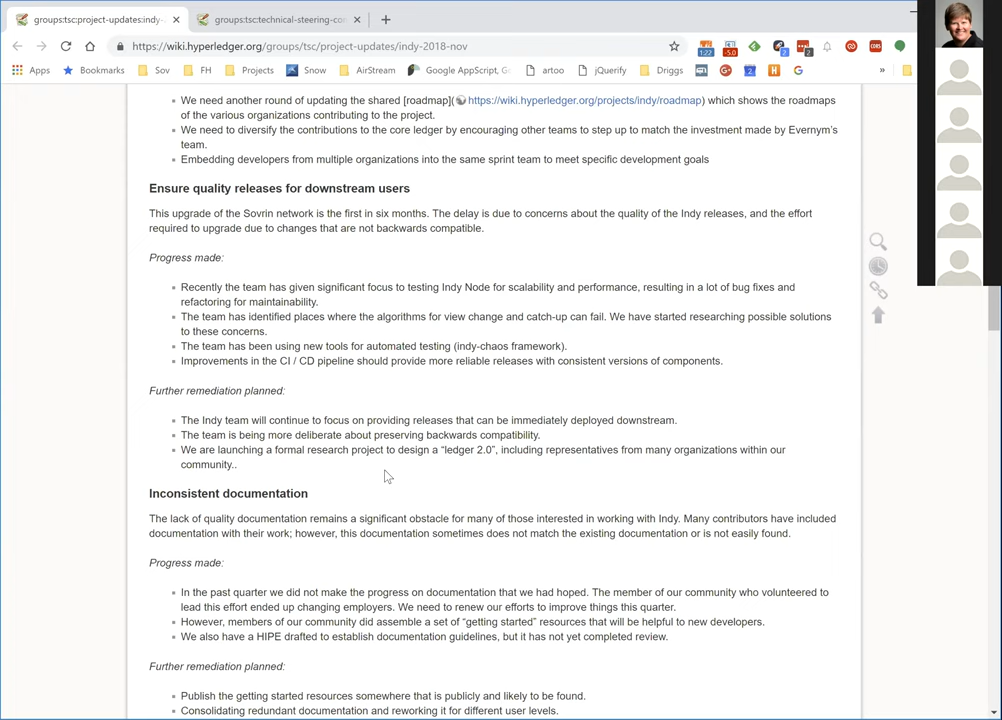 groups:tsc:project-updates:indy-
groups:tsc:technical-steering-co
https://wiki.hyperledger.org/groups/tsc/project-updates/indy-2018-nov
1:22
-5.0
2
2
CORS
Apps
Bookmarks
Sov
FH
Projects
Snow
AirStream
Google AppScript, G
artoo
jQuerify
Driggs
G+
2
H
G
»
We need another round of updating the shared [roadmap](https://wiki.hyperledger.org/projects/indy/roadmap) which shows the roadmaps
of the various organizations contributing to the project.
We need to diversify the contributions to the core ledger by encouraging other teams to step up to match the investment made by Evernym's
team.
Embedding developers from multiple organizations into the same sprint team to meet specific development goals
Ensure quality releases for downstream users
This upgrade of the Sovrin network is the first in six months. The delay is due to concerns about the quality of the Indy releases, and the effort
required to upgrade due to changes that are not backwards compatible.
Progress made:
Recently the team has given significant focus to testing Indy Node for scalability and performance, resulting in a lot of bug fixes and
refactoring for maintainability.
The team has identified places where the algorithms for view change and catch-up can fail. We have started researching possible solutions
to these concerns.
The team has been using new tools for automated testing (indy-chaos framework).
Improvements in the CI / CD pipeline should provide more reliable releases with consistent versions of components.
Further remediation planned:
The Indy team will continue to focus on providing releases that can be immediately deployed downstream.
The team is being more deliberate about preserving backwards compatibility.
We are launching a formal research project to design a “ledger 2.0”, including representatives from many organizations within our
community..
Inconsistent documentation
The lack of quality documentation remains a significant obstacle for many of those interested in working with Indy. Many contributors have included
documentation with their work; however, this documentation sometimes does not match the existing documentation or is not easily found.
Progress made:
In the past quarter we did not make the progress on documentation that we had hoped. The member of our community who volunteered to
lead this effort ended up changing employers. We need to renew our efforts to improve things this quarter.
However, members of our community did assemble a set of “getting started” resources that will be helpful to new developers.
We also have a HIPE drafted to establish documentation guidelines, but it has not yet completed review.
Further remediation planned:
Publish the getting started resources somewhere that is publicly and likely to be found.
Consolidating redundant documentation and reworking it for different user levels.